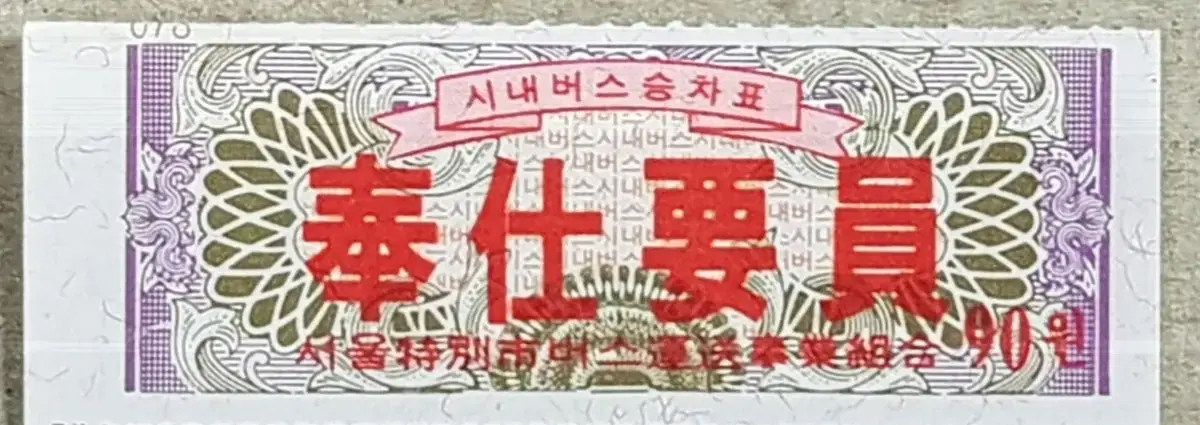 시내버스승차표
奉仕要員
서울特別市버스運送事業組合 90원